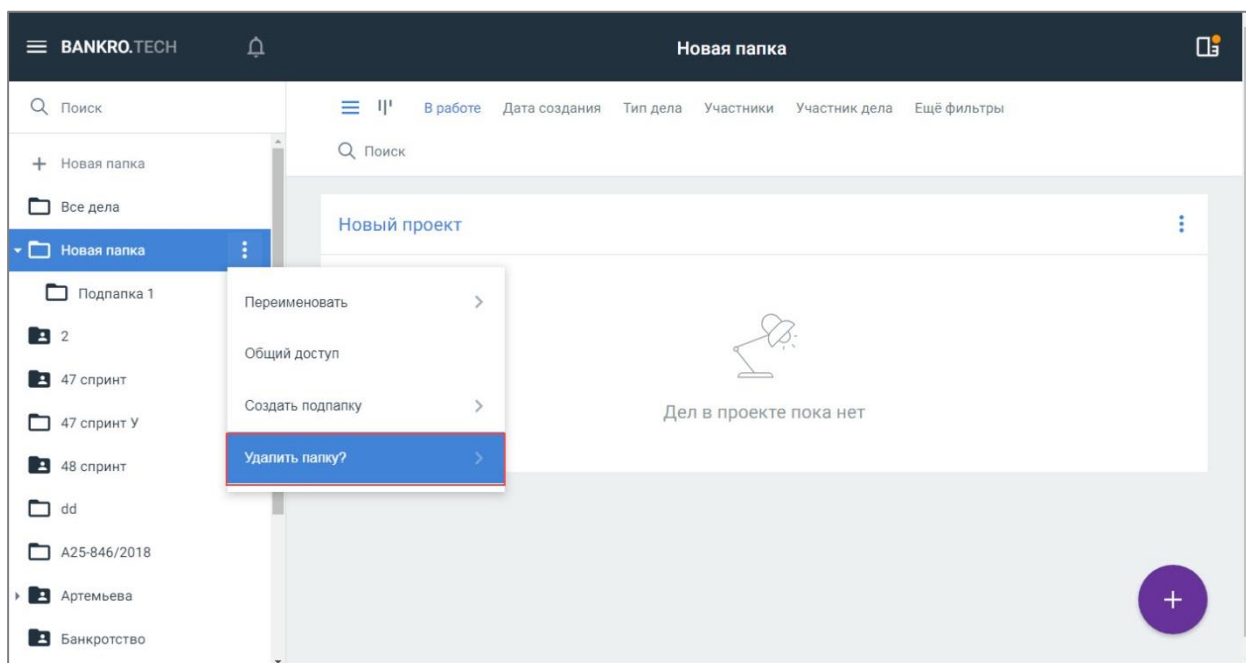 BANKRO.TECH
Новая папка
Поиск
В работе Дата создания Тип дела Участники Участник дела Ещё фильтры
Поиск
Новая папка
Все дела
Новый проект
Новая папка
Подпапка 1
Переименовать
2
Общий доступ
47 спринт
Создать подпапку
Дел в проекте пока нет
47 спринт У
Удалить папку?
48 спринт
dd
А25-846/2018
Артемьева
Банкротство